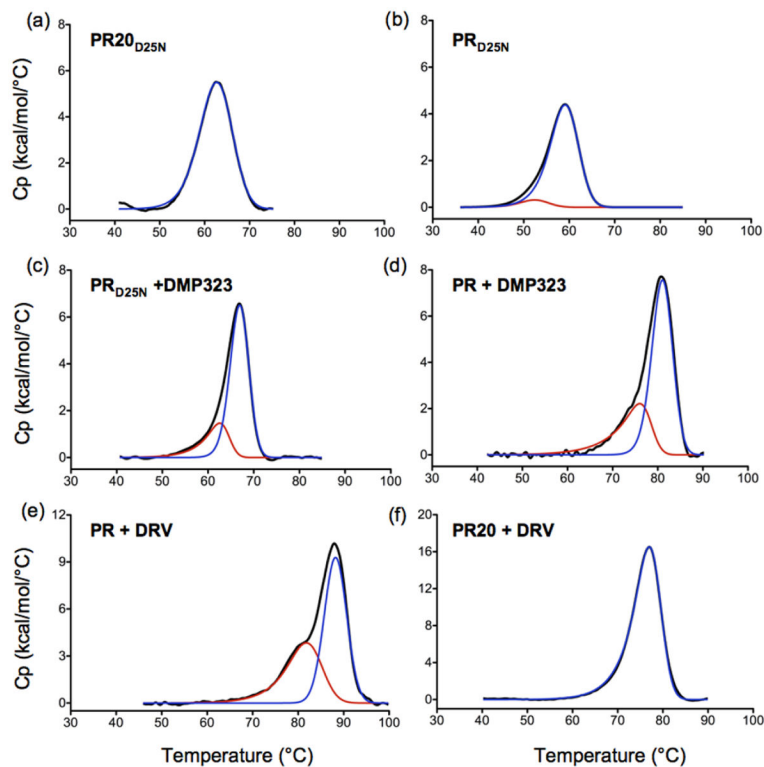 (a)
PR20D25N
8
6
4
2
0
Cp (kcal/mol/°C)
30 40 50 60 70 80 90 100
(b)
PRD25N
8
6
4
2
0
30 40 50 60 70 80 90 100
(c)
PRD25N +DMP323
8
6
4
2
0
Cp (kcal/mol/°C)
30 40 50 60 70 80 90 100
(d)
PR + DMP323
8
6
4
2
0
30 40 50 60 70 80 90 100
(e)
PR + DRV
12
9
6
3
0
Cp (kcal/mol/°C)
30 40 50 60 70 80 90 100
Temperature (°C)
(f)
PR20 + DRV
20
16
12
8
4
0
30 40 50 60 70 80 90 100
Temperature (°C)